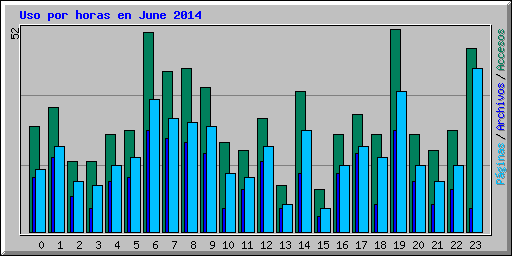 Uso por horas en June 2014
52
Páginas / Archivos / Accesos
0 1 2 3 4 5 6 7 8 9 10 11 12 13 14 15 16 17 18 19 20 21 22 23